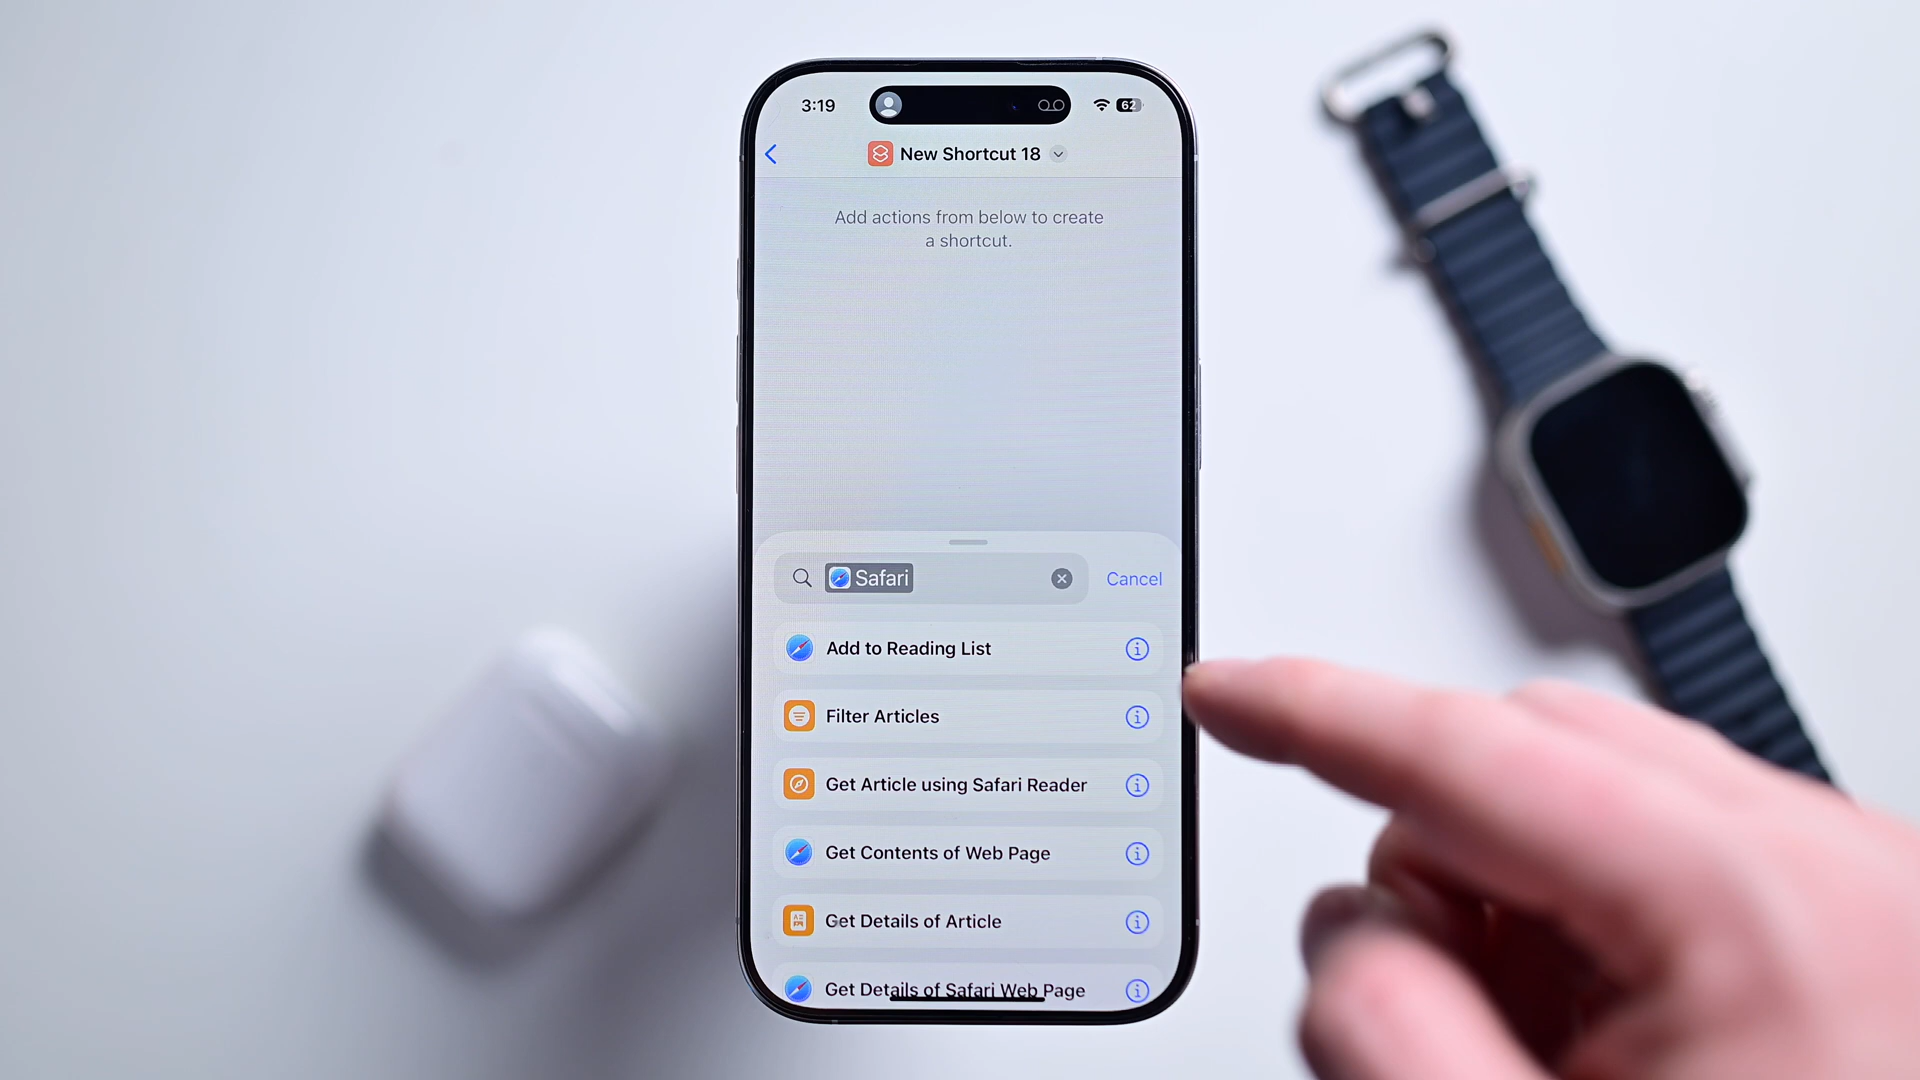 3:19
62
New Shortcut 18
Add actions from below to create
a shortcut.
Safari
Cancel
Add to Reading List
Filter Articles
Get Article using Safari Reader
Get Contents of Web Page
Get Details of Article
Get Details of Safari Web Page